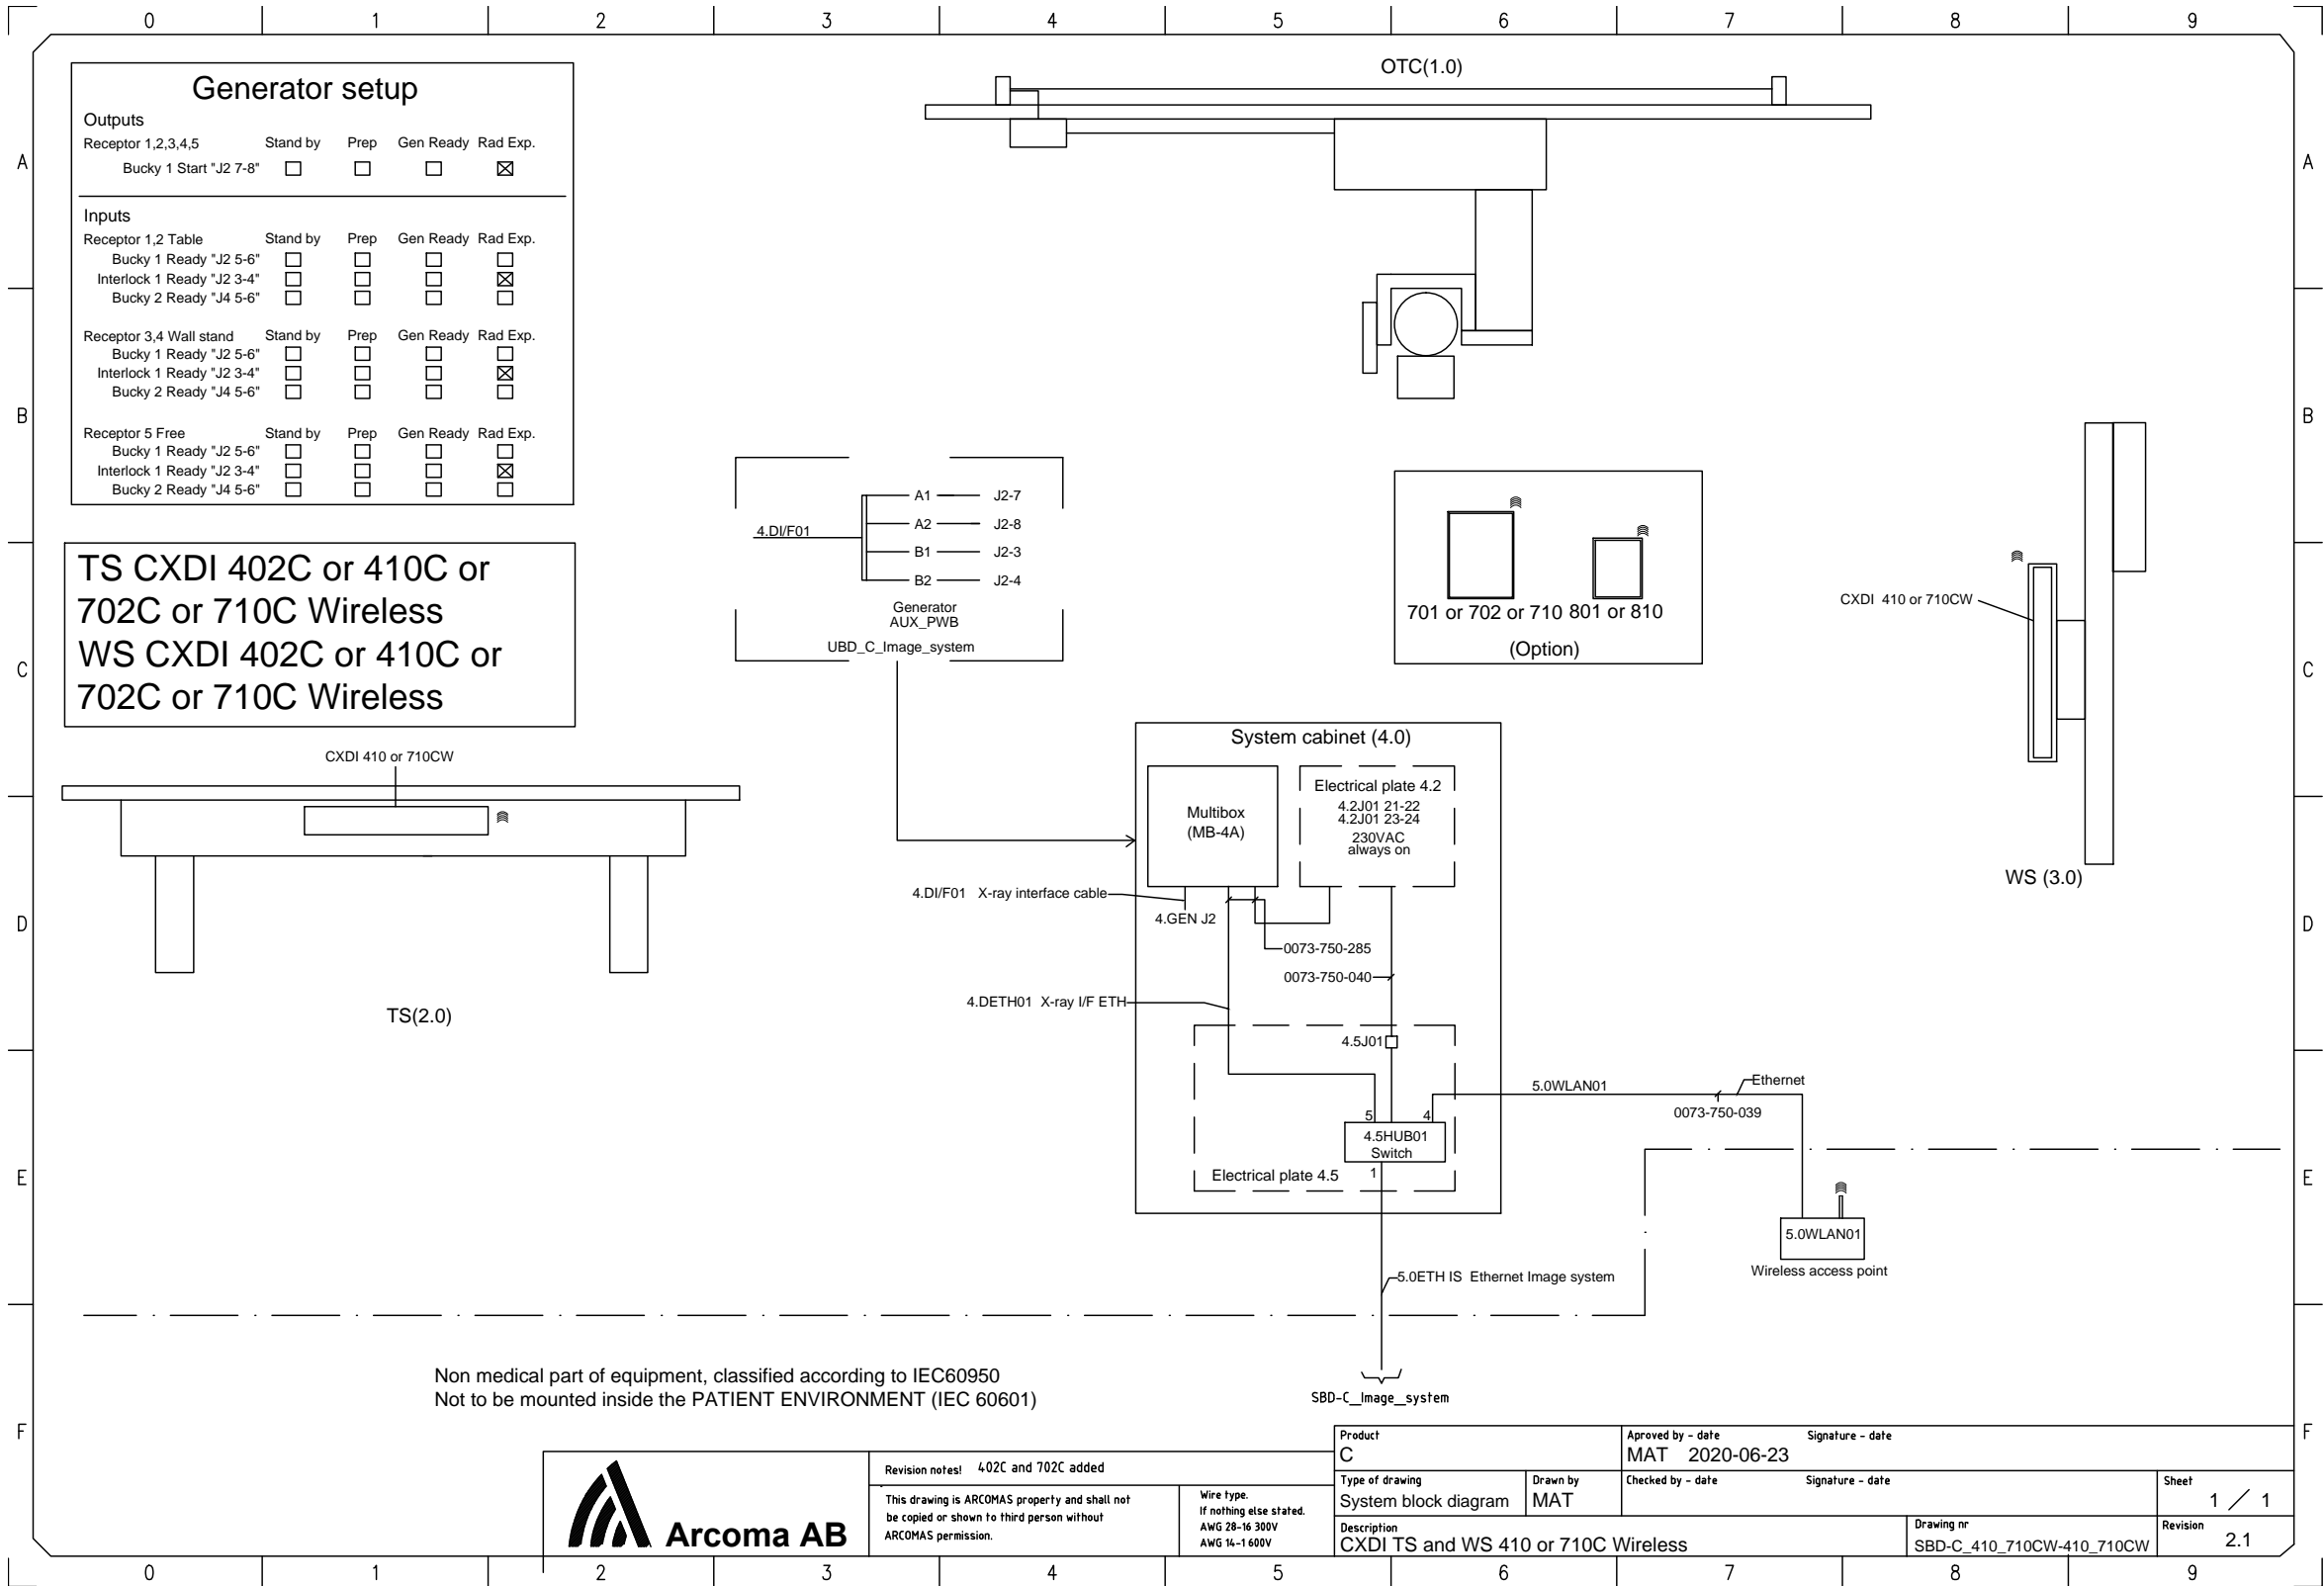 0 1 2 3 4 5 6 7 8 9
A
B
C
D
E
F
A
B
C
D
E
F
Generator setup
Outputs
Receptor 1,2,3,4,5 Stand by Prep Gen Ready Rad Exp.
Bucky 1 Start "J2 7-8"
Inputs
Receptor 1,2 Table Stand by Prep Gen Ready Rad Exp.
Bucky 1 Ready "J2 5-6"
Interlock 1 Ready "J2 3-4"
Bucky 2 Ready "J4 5-6"
Receptor 3,4 Wall stand Stand by Prep Gen Ready Rad Exp.
Bucky 1 Ready "J2 5-6"
Interlock 1 Ready "J2 3-4"
Bucky 2 Ready "J4 5-6"
Receptor 5 Free Stand by Prep Gen Ready Rad Exp.
Bucky 1 Ready "J2 5-6"
Interlock 1 Ready "J2 3-4"
Bucky 2 Ready "J4 5-6"
TS CXDI 402C or 410C or
702C or 710C Wireless
WS CXDI 402C or 410C or
702C or 710C Wireless
OTC(1.0)
4.DI/F01
A1 J2-7
A2 J2-8
B1 J2-3
B2 J2-4
Generator
AUX_PWB
UBD_C_Image_system
701 or 702 or 710 801 or 810
(Option)
CXDI 410 or 710CW
WS (3.0)
CXDI 410 or 710CW
TS(2.0)
System cabinet (4.0)
Multibox
(MB-4A)
Electrical plate 4.2
4.2J01 21-22
4.2J01 23-24
230VAC
always on
4.DI/F01 X-ray interface cable
4.GEN J2
0073-750-285
0073-750-040
4.DETH01 X-ray I/F ETH
4.5J01
5 4
4.5HUB01
Switch
1
Electrical plate 4.5
5.0WLAN01
Ethernet
0073-750-039
5.0WLAN01
Wireless access point
5.0ETH IS Ethernet Image system
SBD-C_Image_system
Non medical part of equipment, classified according to IEC60950
Not to be mounted inside the PATIENT ENVIRONMENT (IEC 60601)
Arcoma AB
Revision notes! 402C and 702C added
This drawing is ARCOMAS property and shall not
be copied or shown to third person without
ARCOMAS permission.
Wire type.
If nothing else stated.
AWG 28-16 300V
AWG 14-1 600V
Product
C
Aproved by - date Signature - date
MAT 2020-06-23
Type of drawing
System block diagram
Drawn by
MAT
Checked by - date Signature - date
Sheet
1 / 1
Description
CXDI TS and WS 410 or 710C Wireless
Drawing nr
SBD-C_410_710CW-410_710CW
Revision
2.1
0 1 2 3 4 5 6 7 8 9